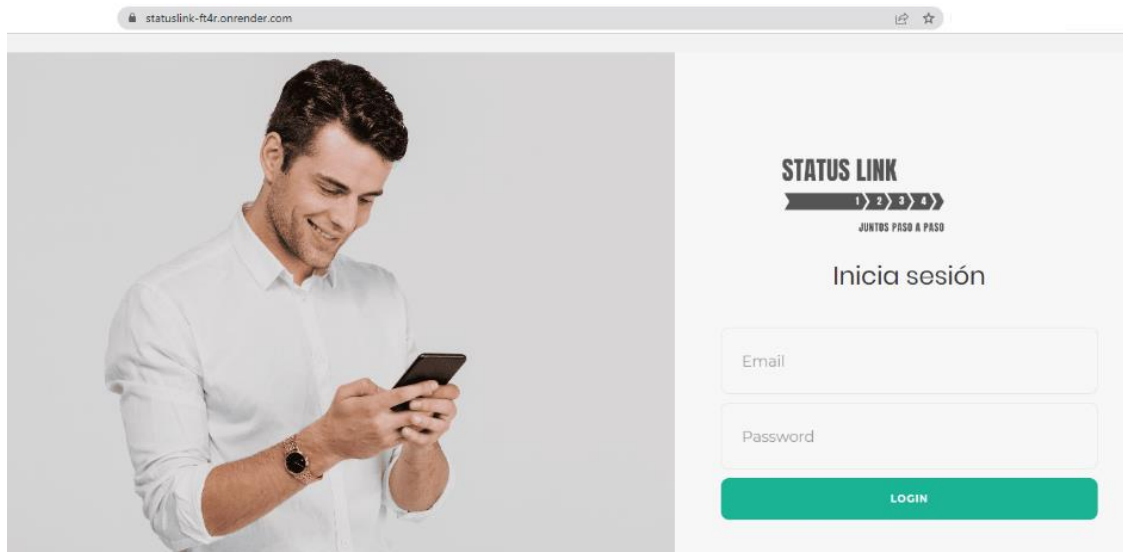 statuslink-ft4r.onrender.com
STATUS LINK
1 2 3 4
JUNTOS PASO A PASO
Inicia sesión
Email
Password
LOGIN